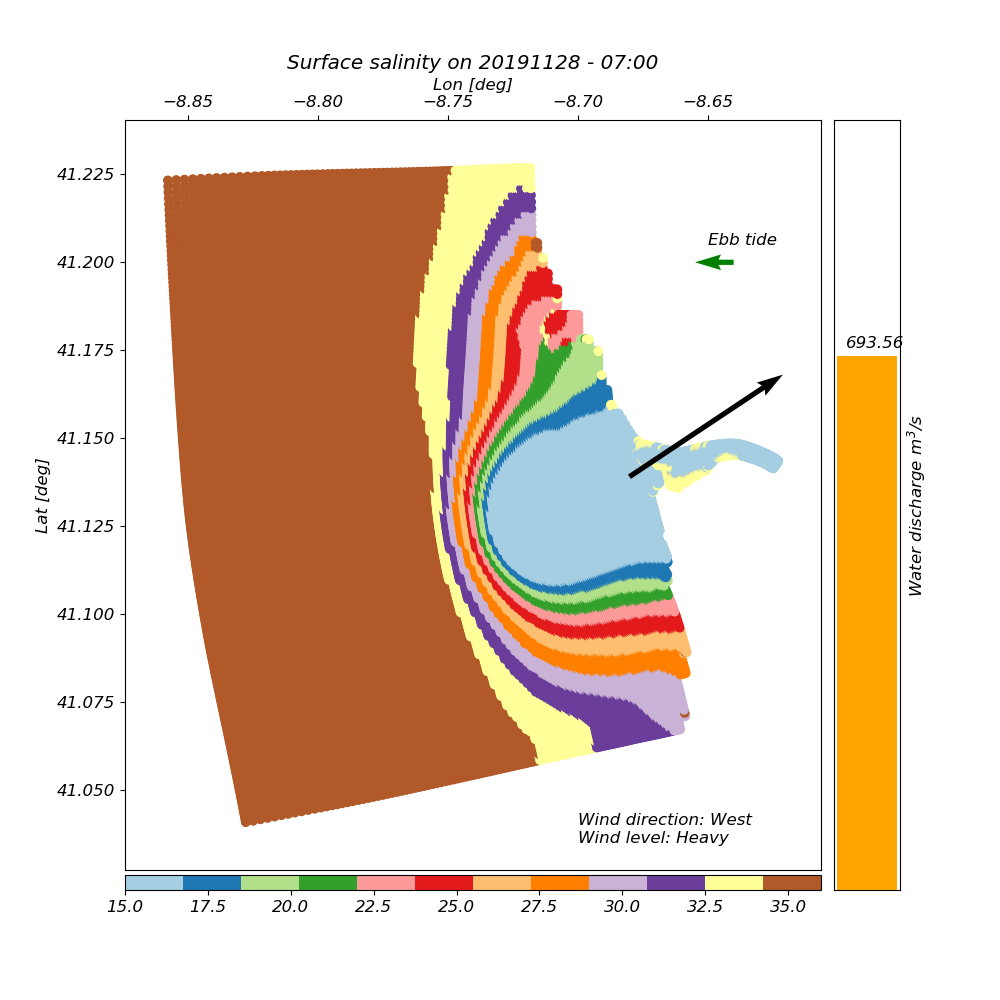 Surface salinity on 20191128 - 07:00
Lon [deg]
−8.85 −8.80 −8.75 −8.70 −8.65
41.225
41.200
41.175
41.150
41.125
41.100
41.075
41.050
Lat [deg]
Ebb tide
693.56
Water discharge m³/s
Wind direction: West
Wind level: Heavy
15.0 17.5 20.0 22.5 25.0 27.5 30.0 32.5 35.0